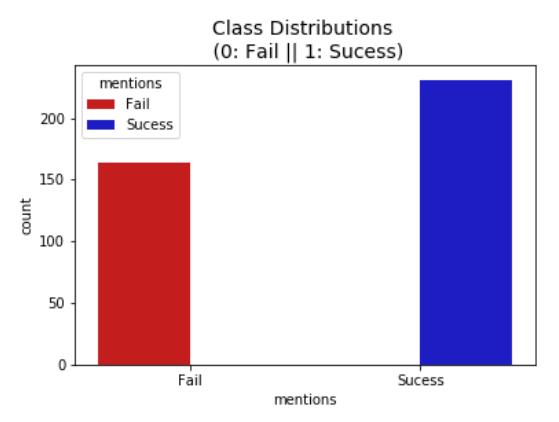 Class Distributions
(0: Fail || 1: Sucess)
mentions
Fail
Sucess
200
150
100
50
0
count
Fail
Sucess
mentions